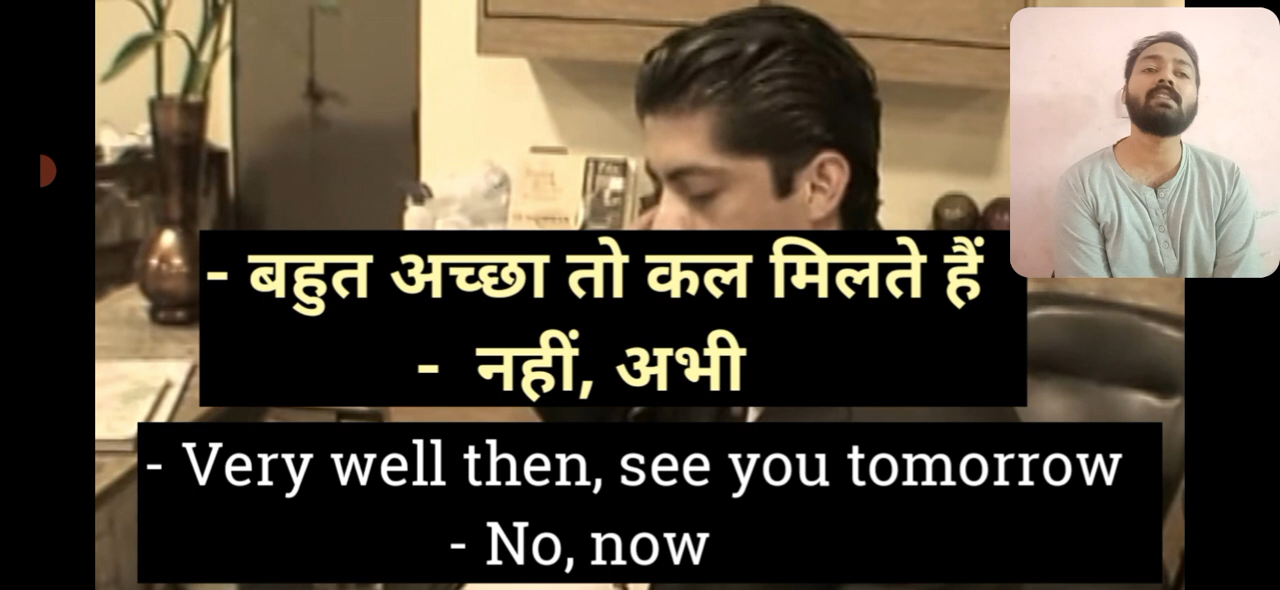 - बहुत अच्छा तो कल मिलते हैं
- नहीं, अभी
- Very well then, see you tomorrow
- No, now